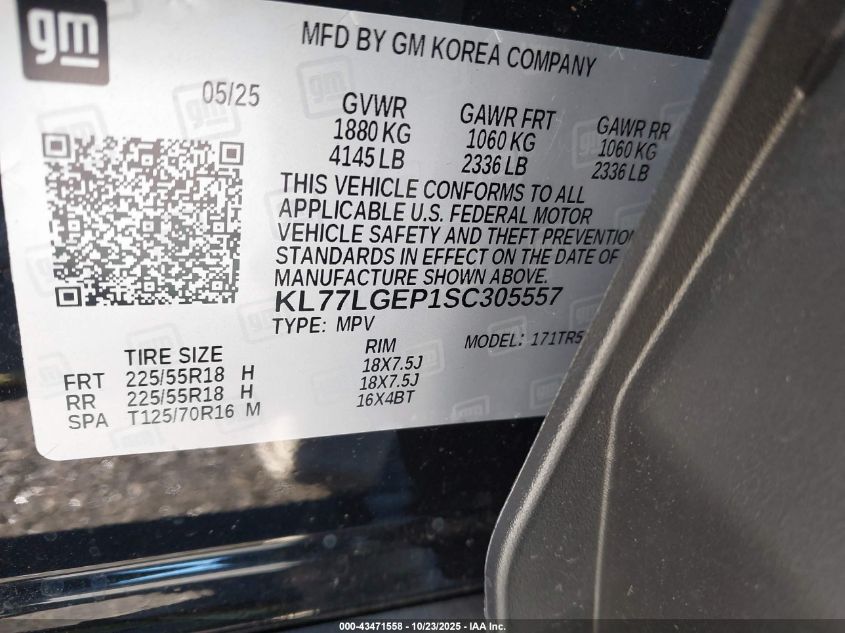 gm
MFD BY GM KOREA COMPANY
05/25
GVWR GAWR FRT GAWR RR
1880 KG 1060 KG 1060 KG
4145 LB 2336 LB 2336 LB
THIS VEHICLE CONFORMS TO ALL
APPLICABLE U.S. FEDERAL MOTOR
VEHICLE SAFETY AND THEFT PREVENTION
STANDARDS IN EFFECT ON THE DATE OF
MANUFACTURE SHOWN ABOVE.
KL77LGEP1SC305557
TYPE: MPV MODEL: 171TR5
TIRE SIZE RIM
FRT 225/55R18 H 18X7.5J
RR 225/55R18 H 18X7.5J
SPA T125/70R16 M 16X4BT
000-43471558 | 10/23/2025 | IAA Inc.